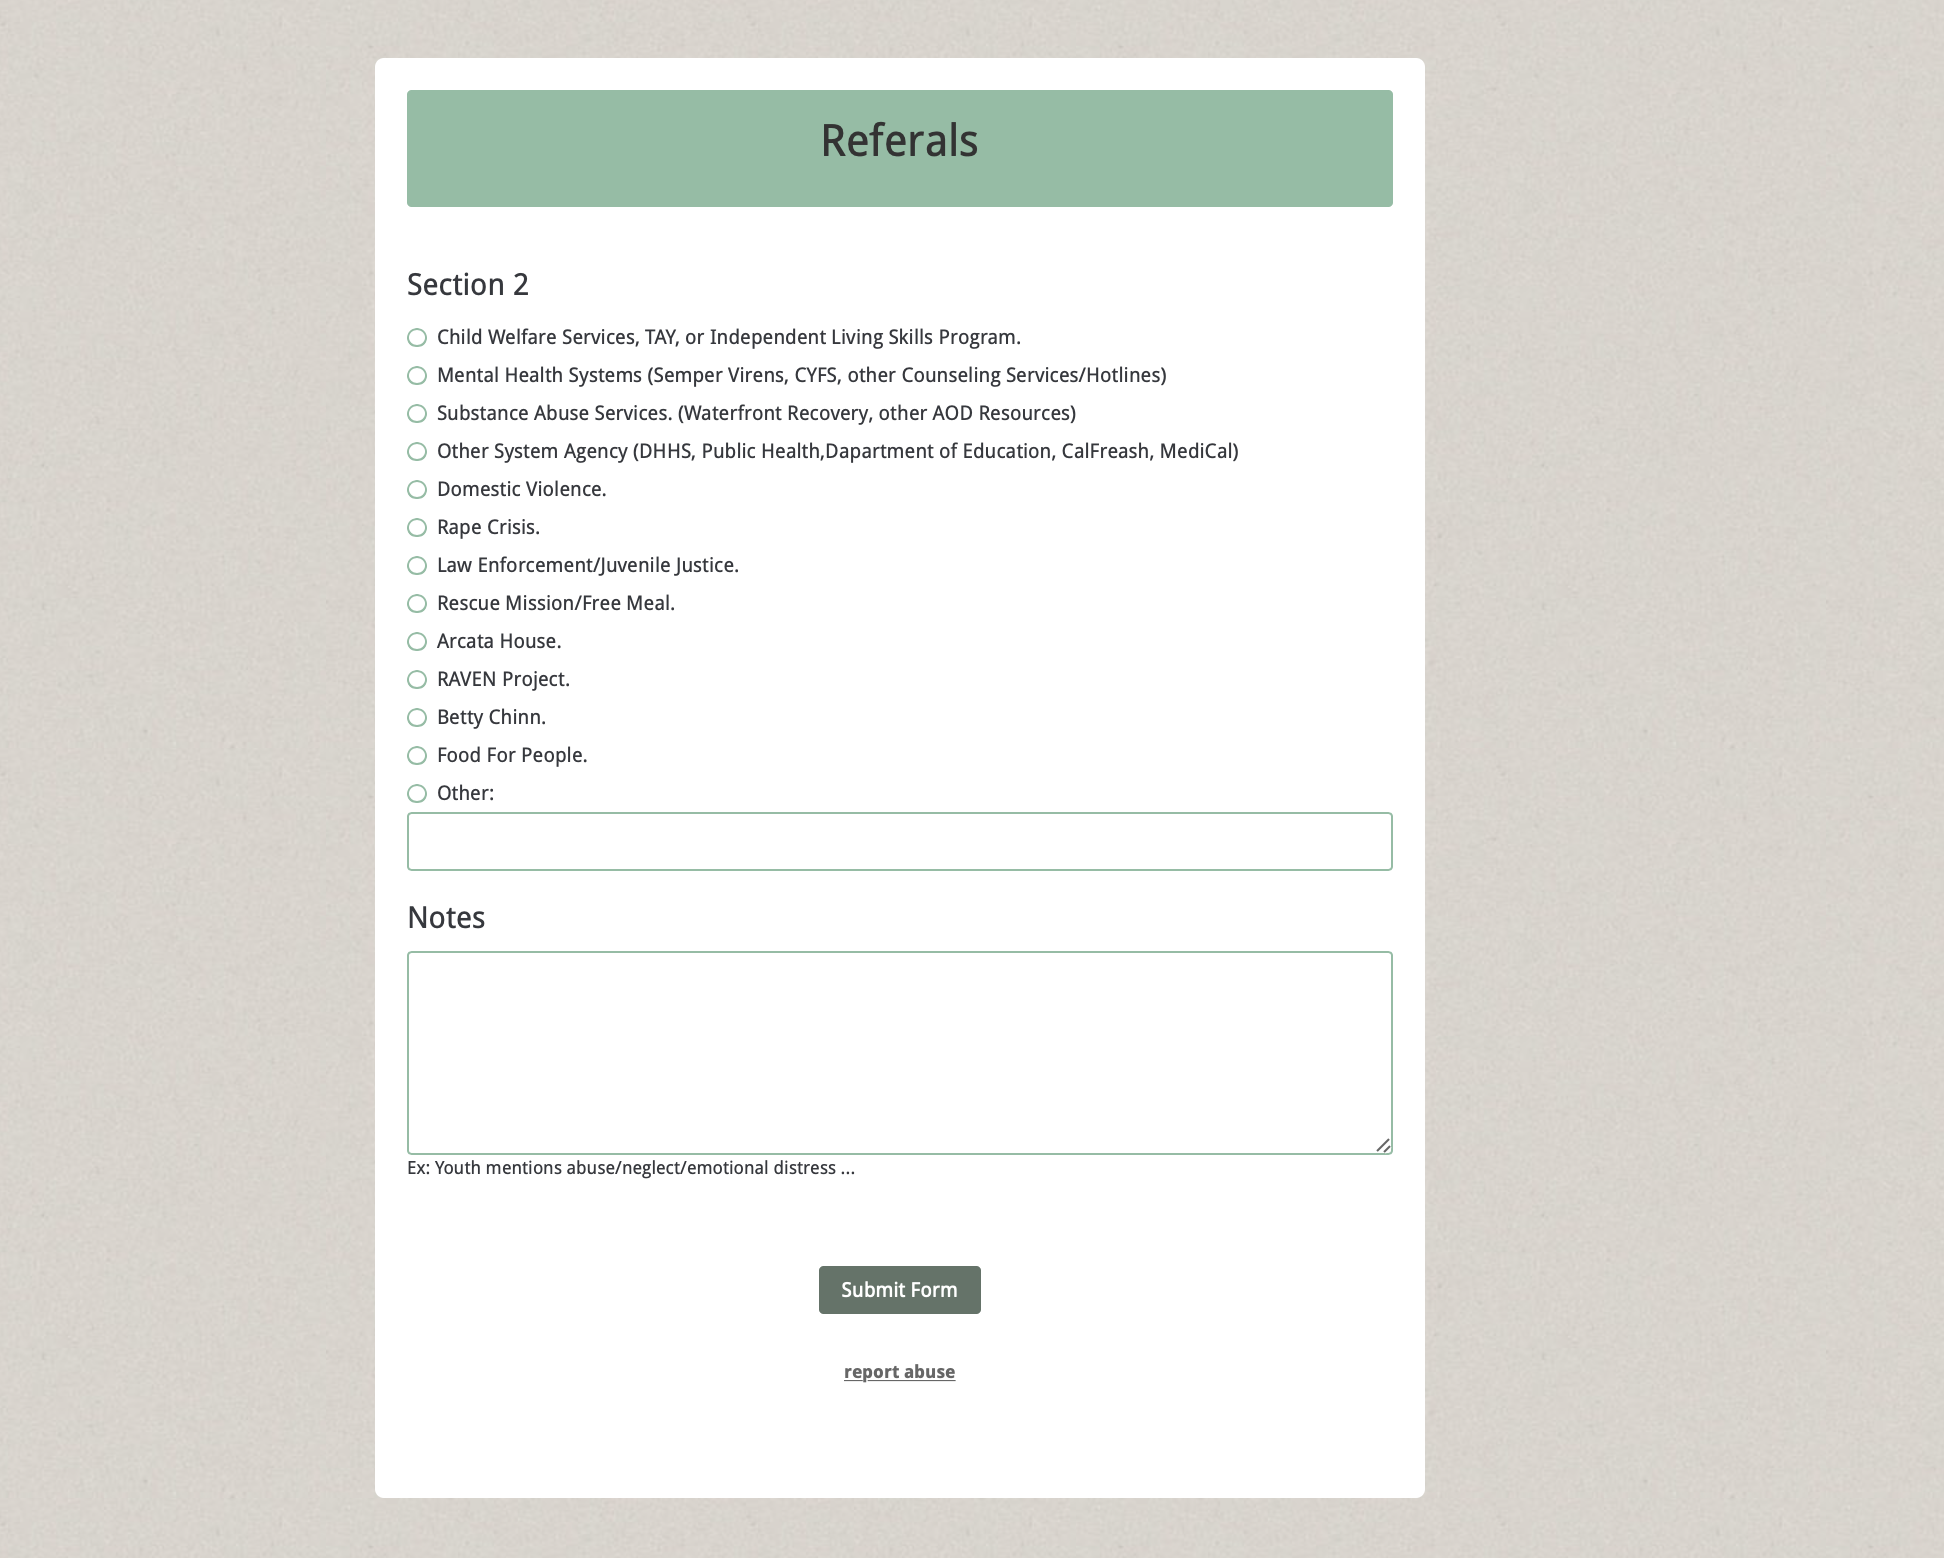 Referrals
Section 2
Child Welfare Services, TAY, or Independent Living Skills Program.
Mental Health Systems (Semper Virens, CYFS, other Counseling Services/Hotlines)
Substance Abuse Services. (Waterfront Recovery, other AOD Resources)
Other System Agency (DHHS, Public Health,Dapartment of Education, CalFreash, MediCal)
Domestic Violence.
Rape Crisis.
Law Enforcement/Juvenile Justice.
Rescue Mission/Free Meal.
Arcata House.
RAVEN Project.
Betty Chinn.
Food For People.
Other:
Notes
Ex: Youth mentions abuse/neglect/emotional distress ...
Submit Form
report abuse